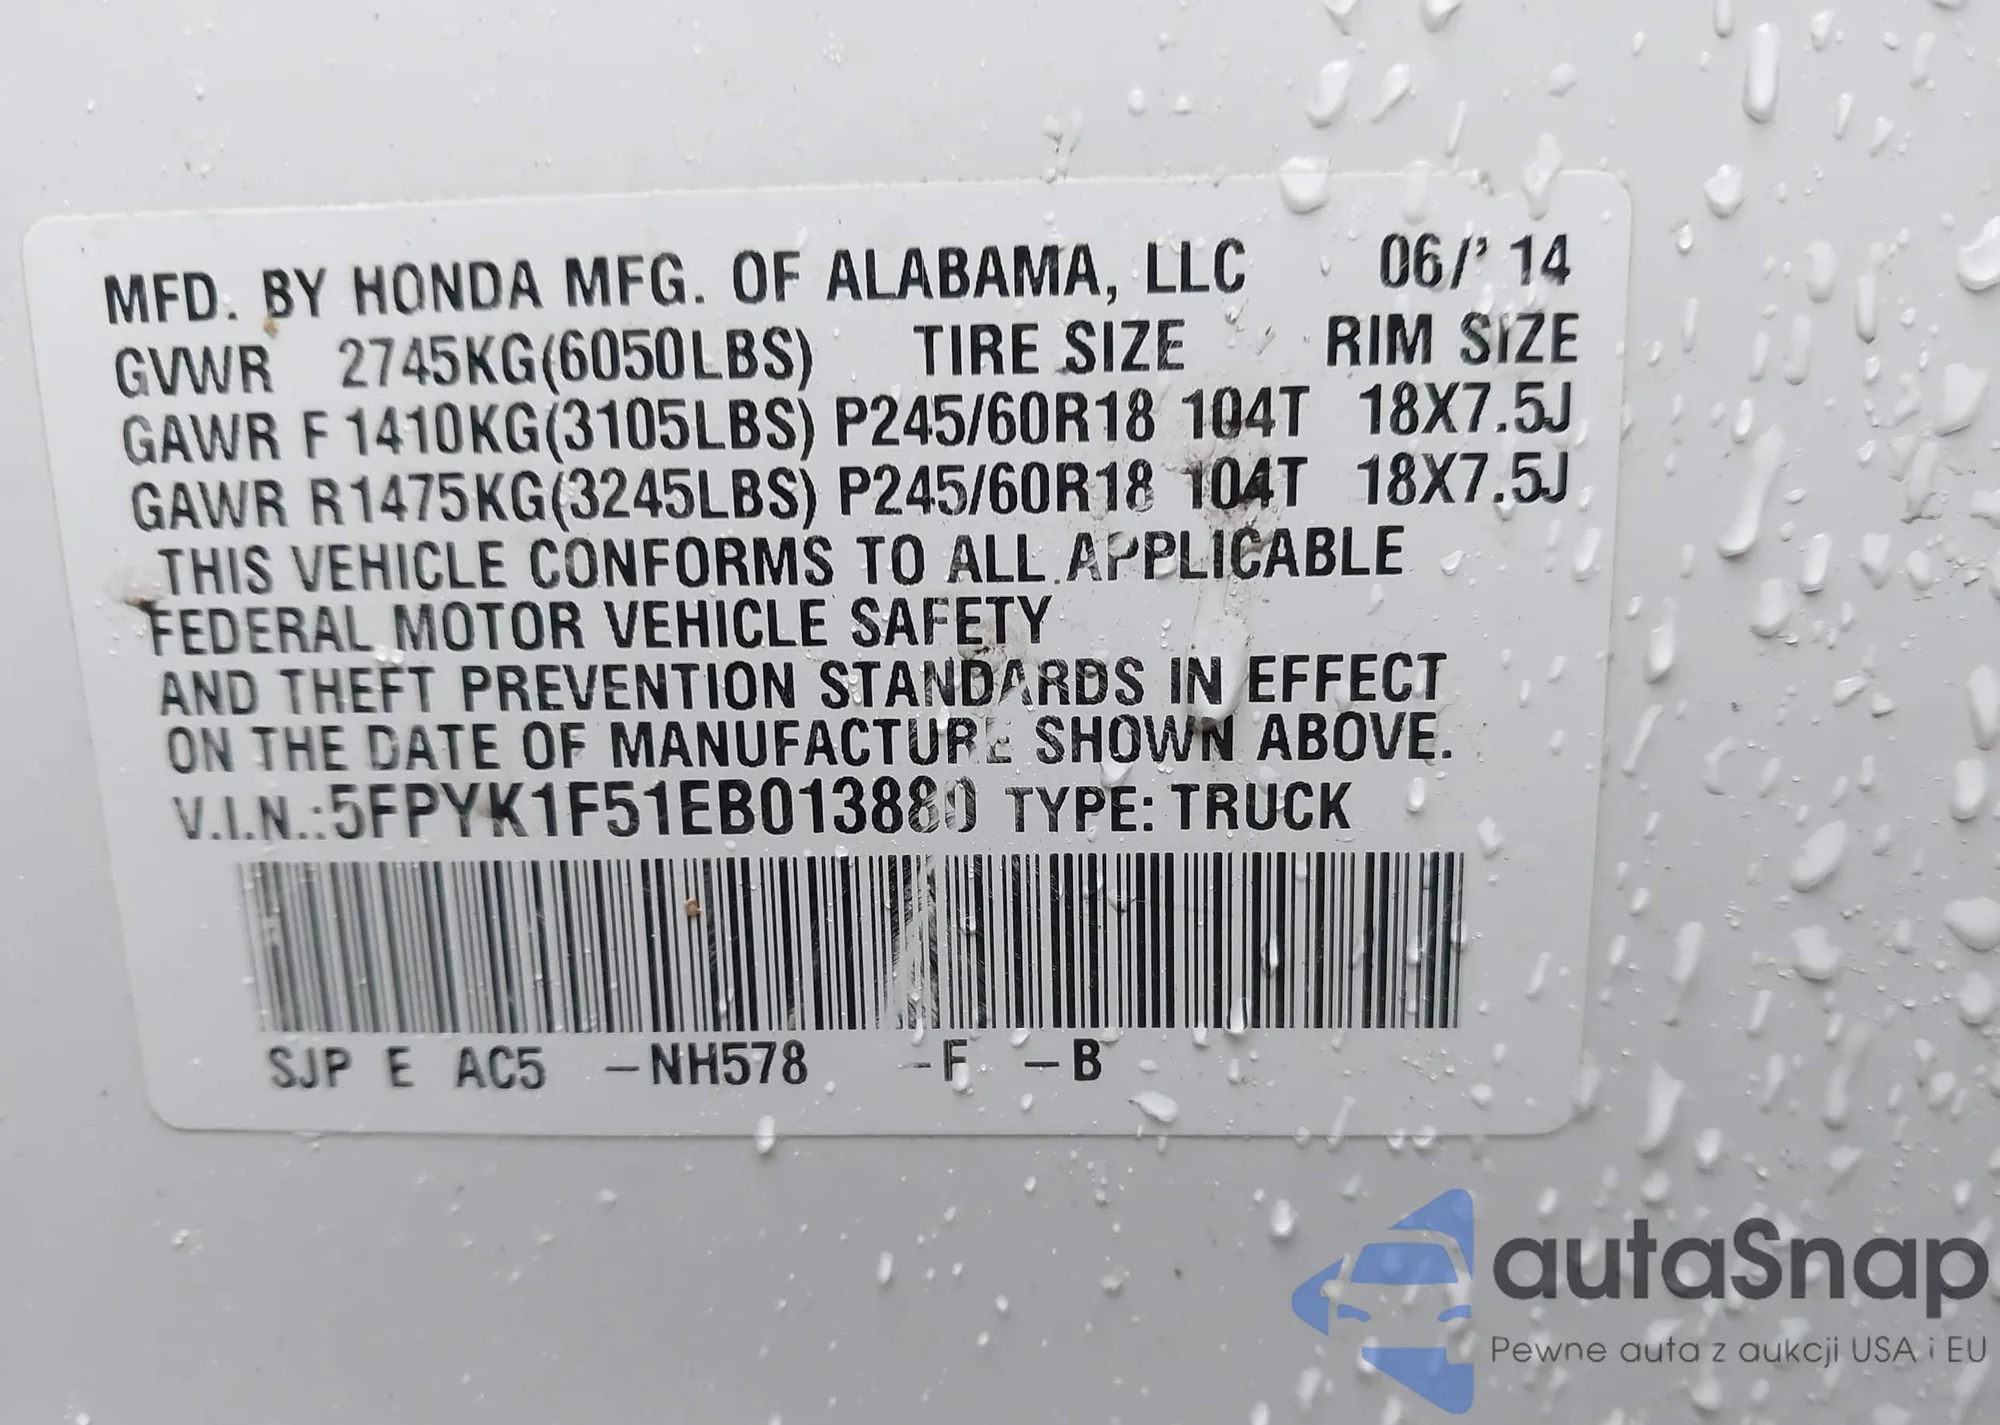 MFD. BY HONDA MFG. OF ALABAMA, LLC 06/'14
GVWR 2745KG(6050LBS) TIRE SIZE RIM SIZE
GAWR F 1410KG(3105LBS) P245/60R18 104T 18X7.5J
GAWR R 1475KG(3245LBS) P245/60R18 104T 18X7.5J
THIS VEHICLE CONFORMS TO ALL APPLICABLE
FEDERAL MOTOR VEHICLE SAFETY
AND THEFT PREVENTION STANDARDS IN EFFECT
ON THE DATE OF MANUFACTURE SHOWN ABOVE.
V.I.N.:5FPYK1F51EB013880 TYPE: TRUCK
SJP E AC5 –NH578 –F –B
autaSnap
Pewne auta z aukcji USA i EU